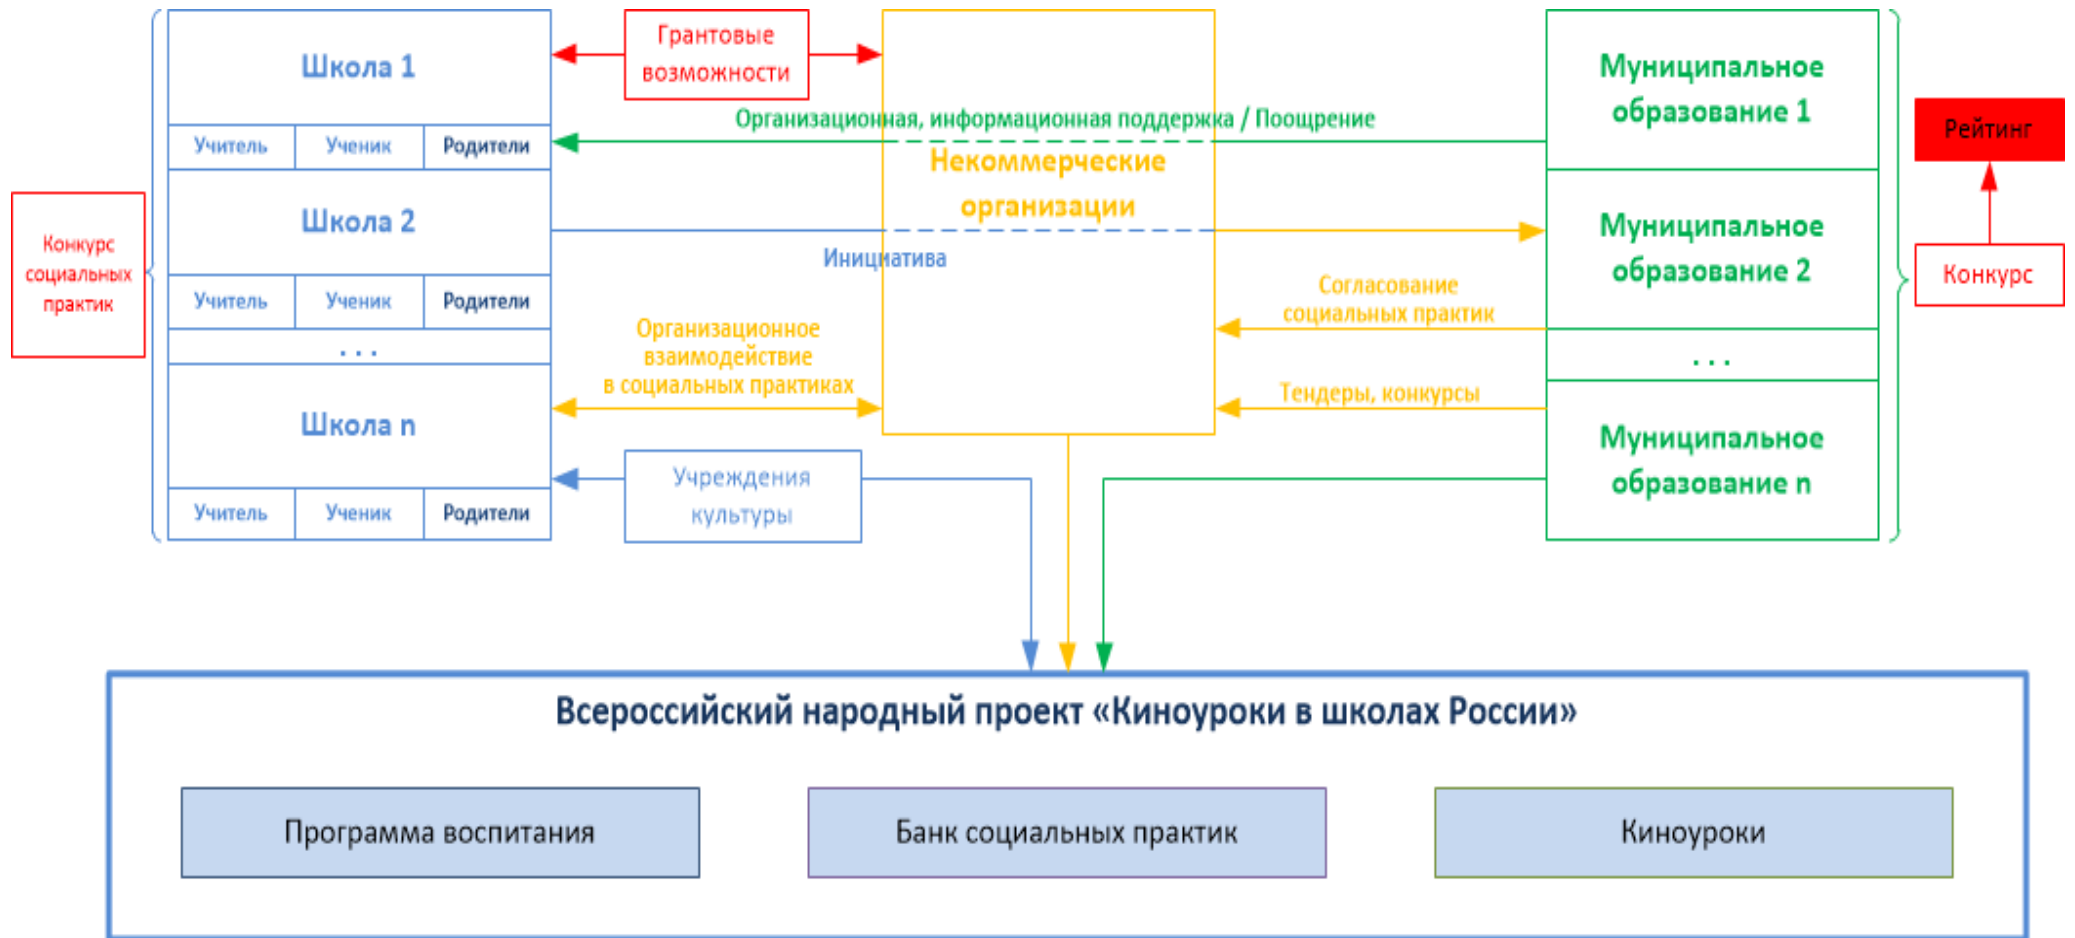 Школа 1
Учитель
Ученик
Родители
Школа 2
Учитель
Ученик
Родители
. . .
Школа n
Учитель
Ученик
Родители
Конкурс
социальных
практик
Грантовые
возможности
Организационная, информационная поддержка / Поощрение
Некоммерческие
организации
Инициатива
Организационное
взаимодействие
в социальных практиках
Согласование
социальных практик
Тендеры, конкурсы
Учреждения
культуры
Муниципальное
образование 1
Муниципальное
образование 2
. . .
Муниципальное
образование n
Рейтинг
Конкурс
Всероссийский народный проект «Киноуроки в школах России»
Программа воспитания
Банк социальных практик
Киноуроки